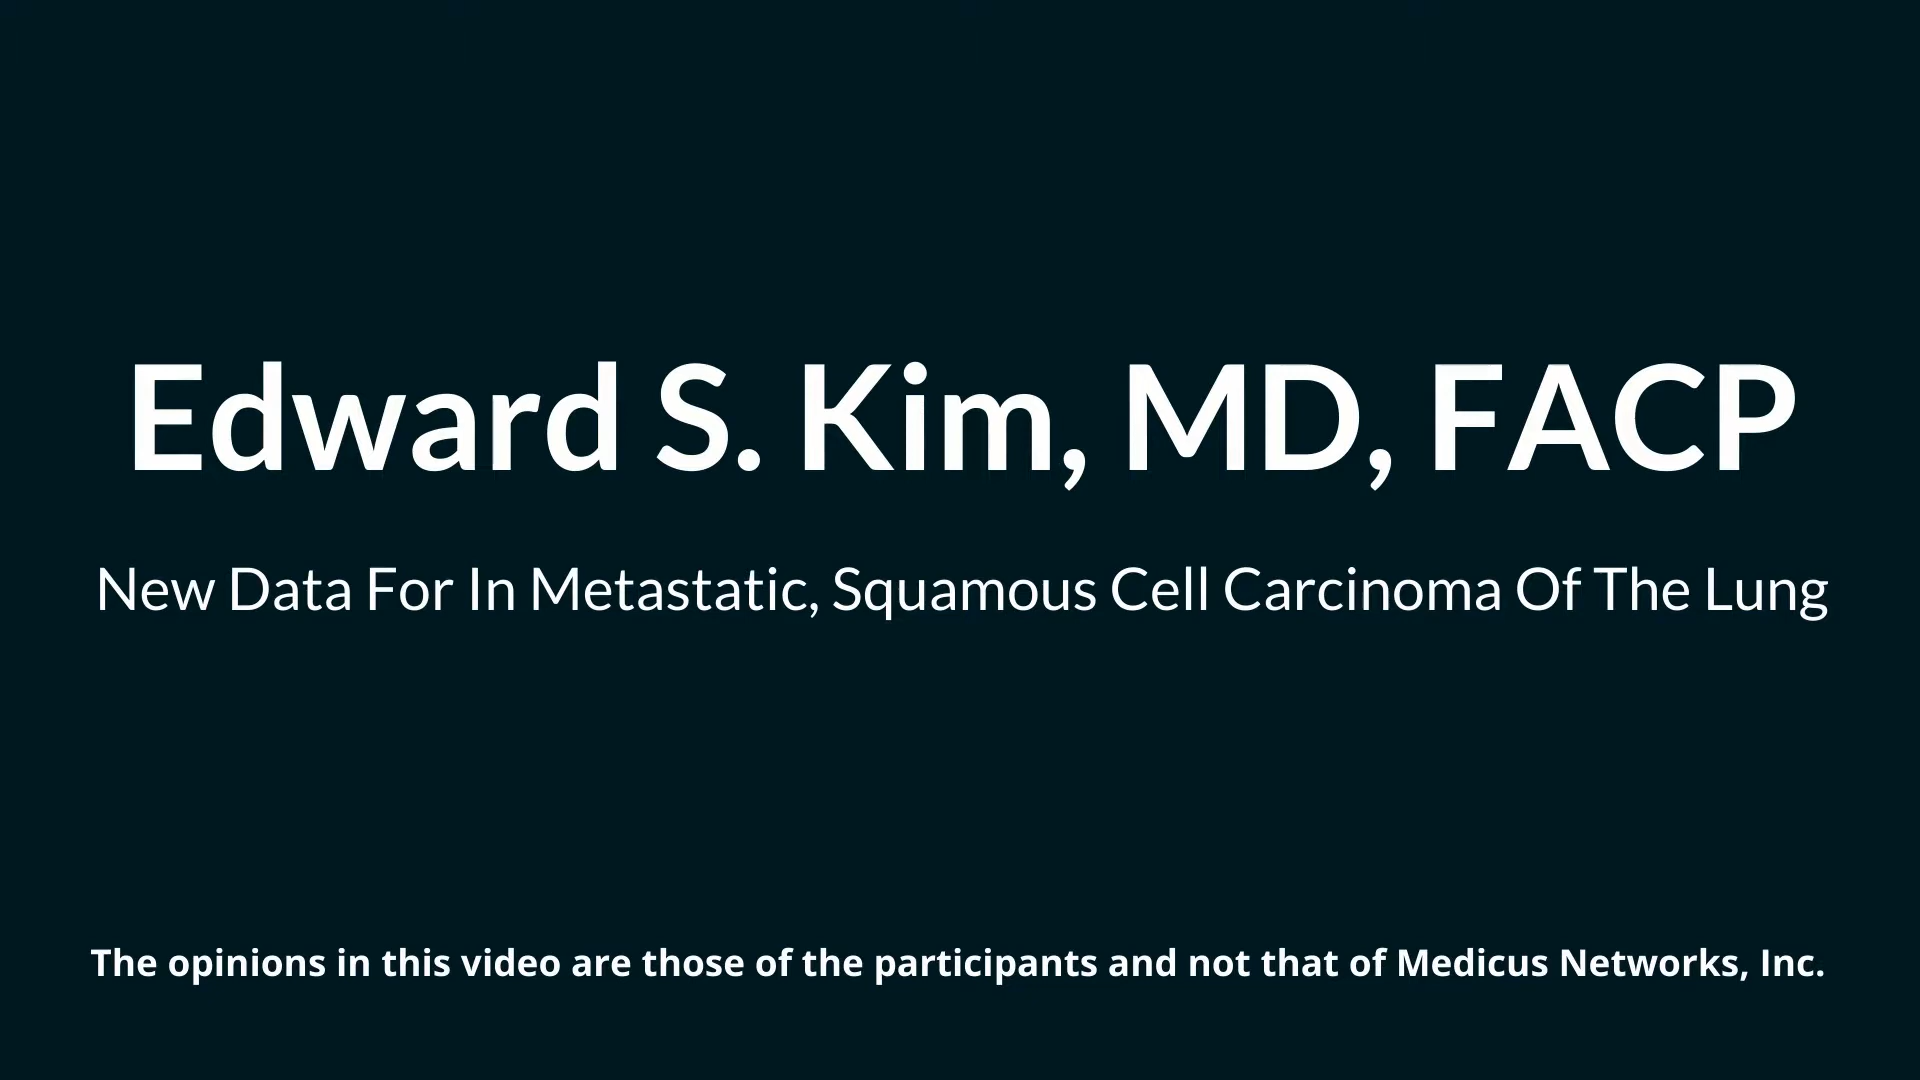 Edward S. Kim, MD, FACP
New Data For In Metastatic, Squamous Cell Carcinoma Of The Lung
The opinions in this video are those of the participants and not that of Medicus Networks, Inc.